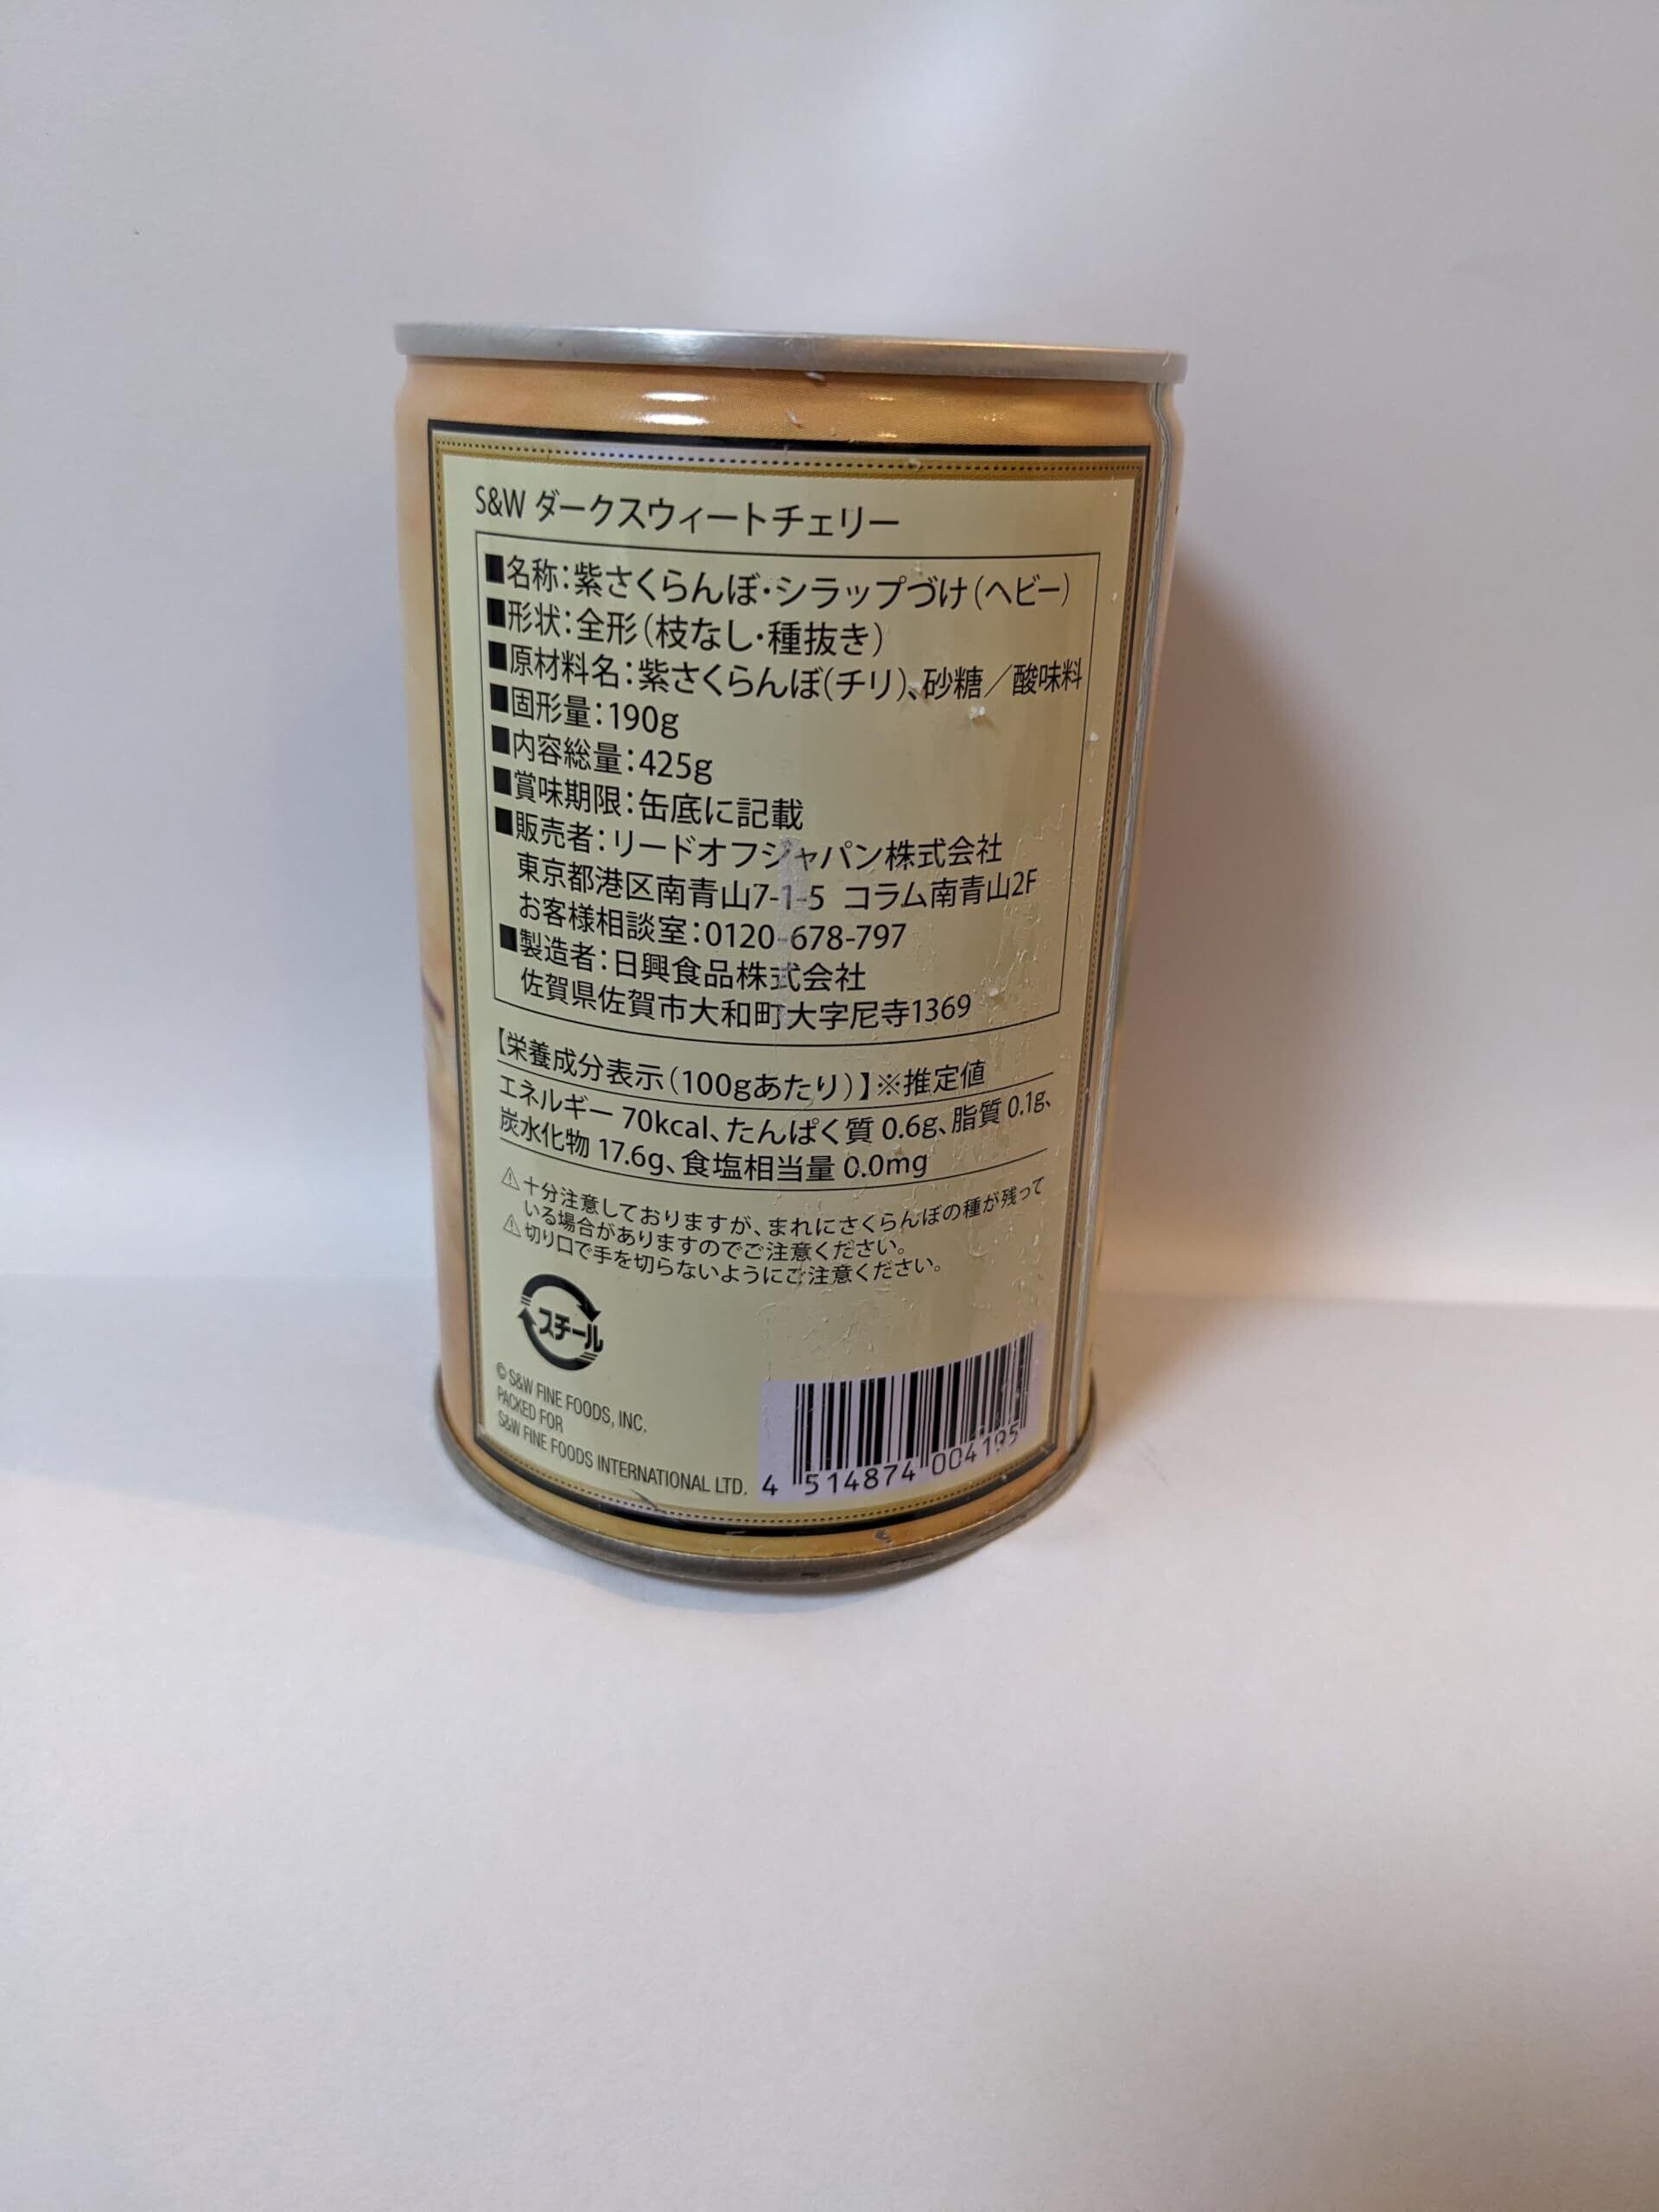 S&W ダークスウィートチェリー
■名称:紫さくらんぼ・シラップづけ(ヘビー)
■形状:全形(枝なし・種抜き)
■原材料名:紫さくらんぼ(チリ)、砂糖/酸味料
■固形量:190g
■内容総量:425g
■賞味期限:缶底に記載
■販売者:リードオフジャパン株式会社
東京都港区南青山7-1-5 コラム南青山2F
お客様相談室:0120-678-797
■製造者:日興食品株式会社
佐賀県佐賀市大和町大字尼寺1369
【栄養成分表示(100gあたり)】※推定値
エネルギー 70kcal、たんぱく質 0.6g、脂質 0.1g、
炭水化物 17.6g、食塩相当量 0.0mg
⚠十分注意しておりますが、まれにさくらんぼの種が残って
いる場合がありますのでご注意ください。
⚠切り口で手を切らないようにご注意ください。
スチール
© S&W FINE FOODS, INC.
PACKED FOR
S&W FINE FOODS INTERNATIONAL LTD.
4 514874 004195